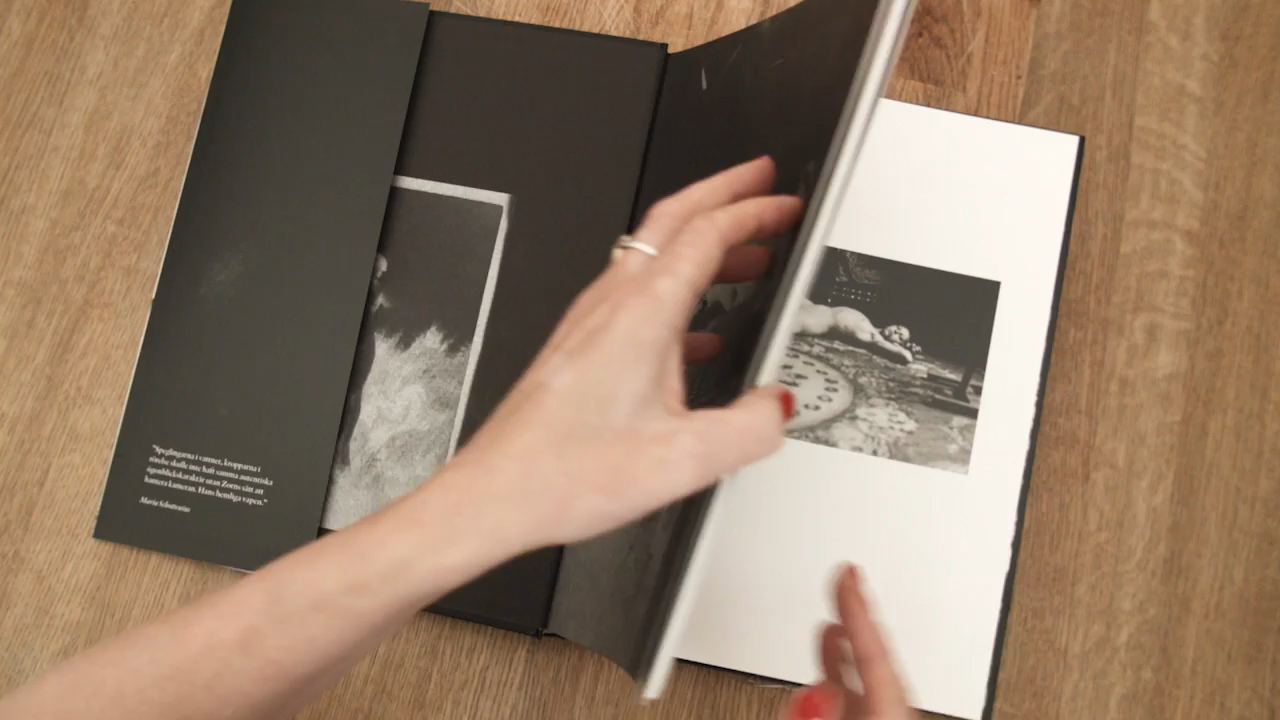 "Speglingarna i vattnet, kropparna i
rörelse skulle inte haft samma autentiska
ögonblickskaraktär utan Zorns sätt att
hantera kameran. Hans hemliga vapen."
Maria Schottenius